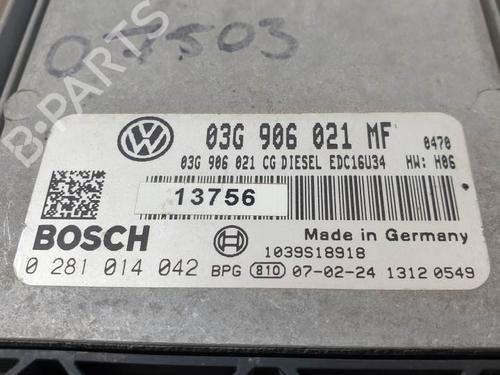 07503
03G 906 021 MF 0470
03G 906 021 CG DIESEL EDC16U34 HW: H06
13756
BOSCH
Made in Germany
1039S18918
0 281 014 042 BPG 810 07-02-24 1312 0549
B-PARTS